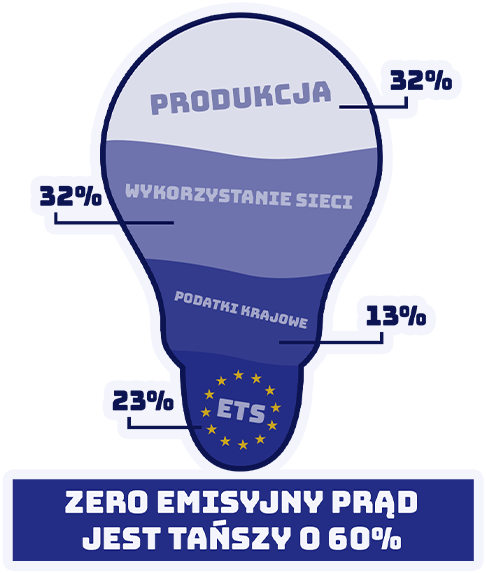 PRODUKCJA
32%
WYKORZYSTANIE SIECI
32%
PODATKI KRAJOWE
13%
23%
ETS
ZERO EMISYJNY PRĄD
JEST TAŃSZY O 60%